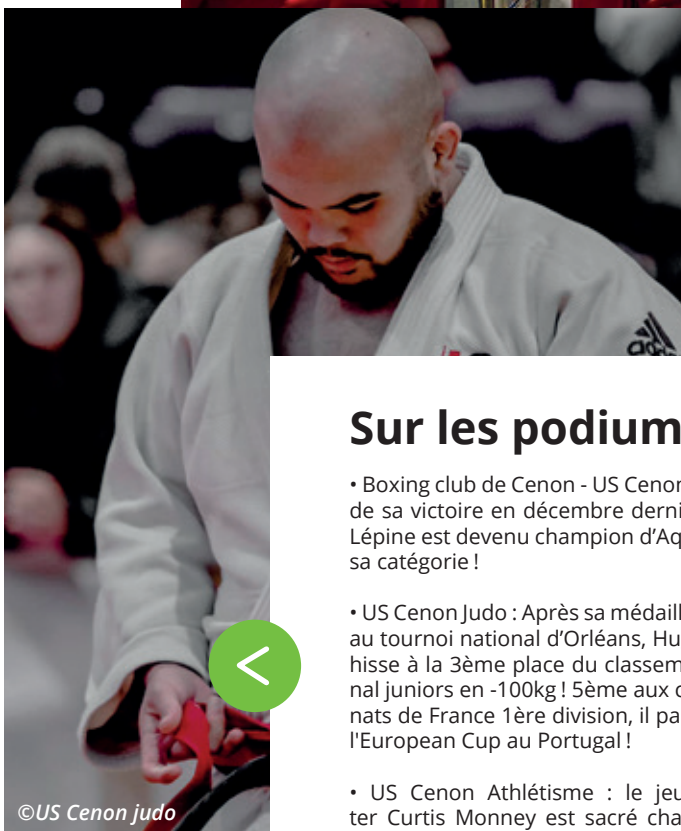 Sur les podium
• Boxing club de Cenon - US Cenon
de sa victoire en décembre derni
Lépine est devenu champion d’Aq
sa catégorie !
• US Cenon Judo : Après sa médaill
au tournoi national d’Orléans, Hu
hisse à la 3ème place du classem
nal juniors en -100kg ! 5ème aux c
nats de France 1ère division, il pa
l'European Cup au Portugal !
• US Cenon Athlétisme : le jeu
ter Curtis Monney est sacré cha
©US Cenon judo